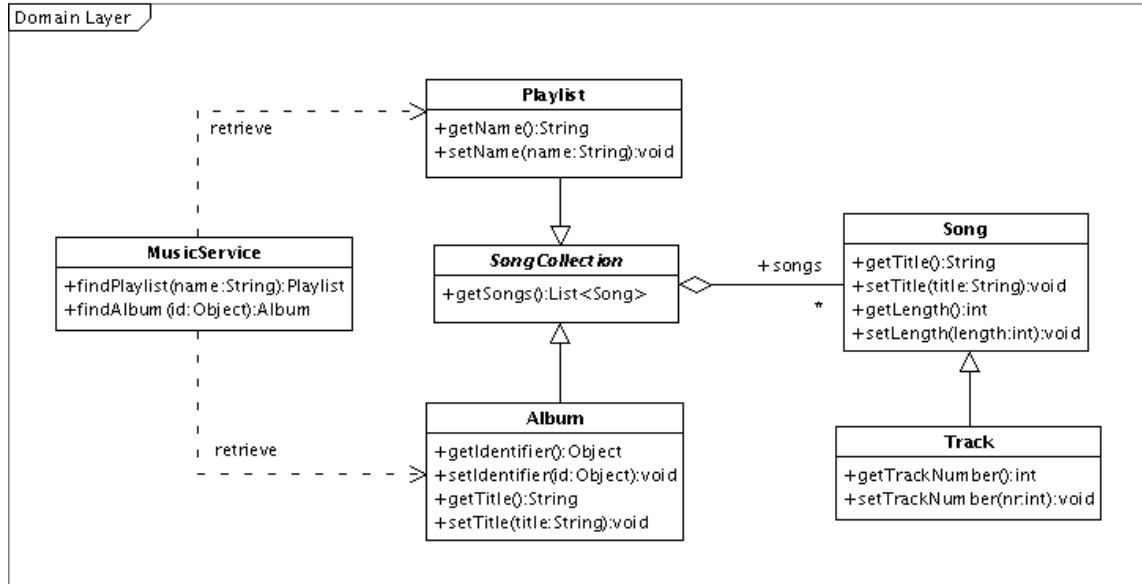 Domain Layer
Playlist
+getName():String
+setName(name:String):void
retrieve
MusicService
+findPlaylist(name:String):Playlist
+findAlbum(id:Object):Album
SongCollection
+getSongs():List<Song>
+songs
*
Song
+getTitle():String
+setTitle(title:String):void
+getLength():int
+setLength(length:int):void
retrieve
Album
+getIdentifier():Object
+setIdentifier(id:Object):void
+getTitle():String
+setTitle(title:String):void
Track
+getTrackNumber():int
+setTrackNumber(nr:int):void